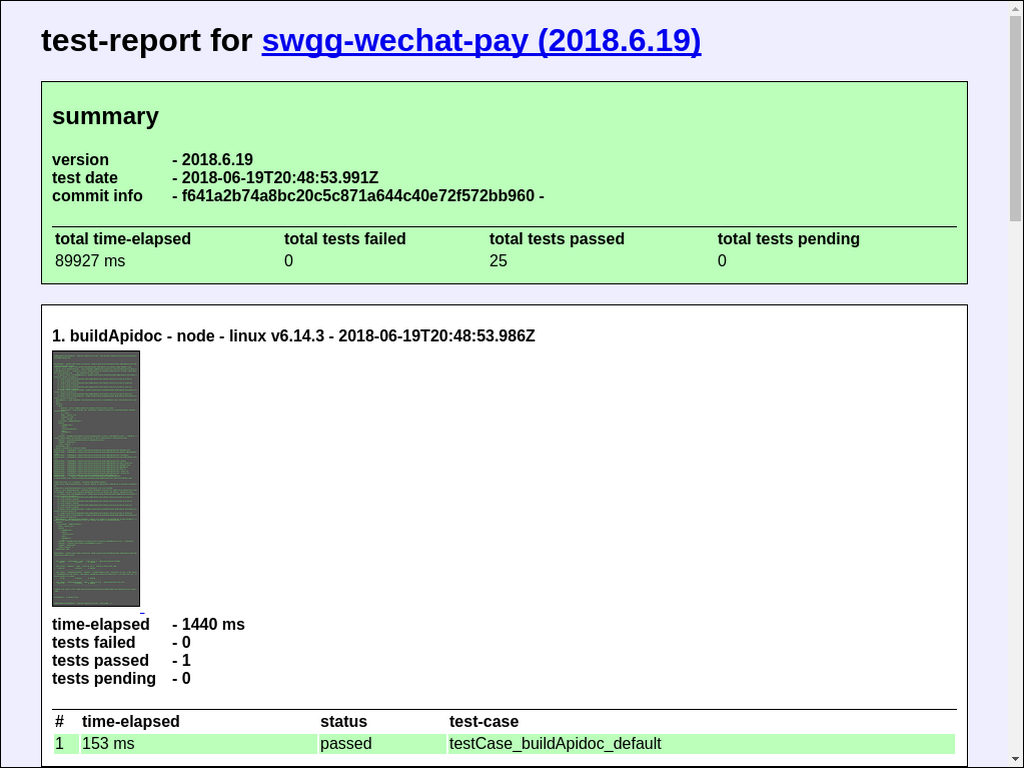 test-report for swgg-wechat-pay (2018.6.19)
summary
version - 2018.6.19
test date - 2018-06-19T20:48:53.991Z
commit info - f641a2b74a8bc20c5c871a644c40e72f572bb960 -
total time-elapsed total tests failed total tests passed total tests pending
89927 ms 0 25 0
1. buildApidoc - node - linux v6.14.3 - 2018-06-19T20:48:53.986Z
time-elapsed - 1440 ms
tests failed - 0
tests passed - 1
tests pending - 0
# time-elapsed status test-case
1 153 ms passed testCase_buildApidoc_default